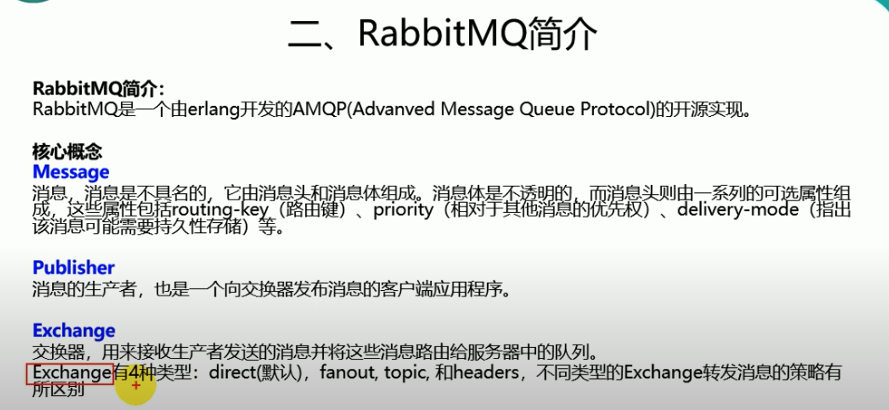 二、RabbitMQ简介
RabbitMQ简介：
RabbitMQ是一个由erlang开发的AMQP(Advanved Message Queue Protocol)的开源实现。
核心概念
Message
消息，消息是不具名的，它由消息头和消息体组成。消息体是不透明的，而消息头则由一系列的可选属性组
成，这些属性包括routing-key（路由键）、priority（相对于其他消息的优先权）、delivery-mode（指出
该消息可能需要持久性存储）等。
Publisher
消息的生产者，也是一个向交换器发布消息的客户端应用程序。
Exchange
交换器，用来接收生产者发送的消息并将这些消息路由给服务器中的队列。
Exchange有4种类型：direct(默认)，fanout, topic, 和headers，不同类型的Exchange转发消息的策略有
所区别